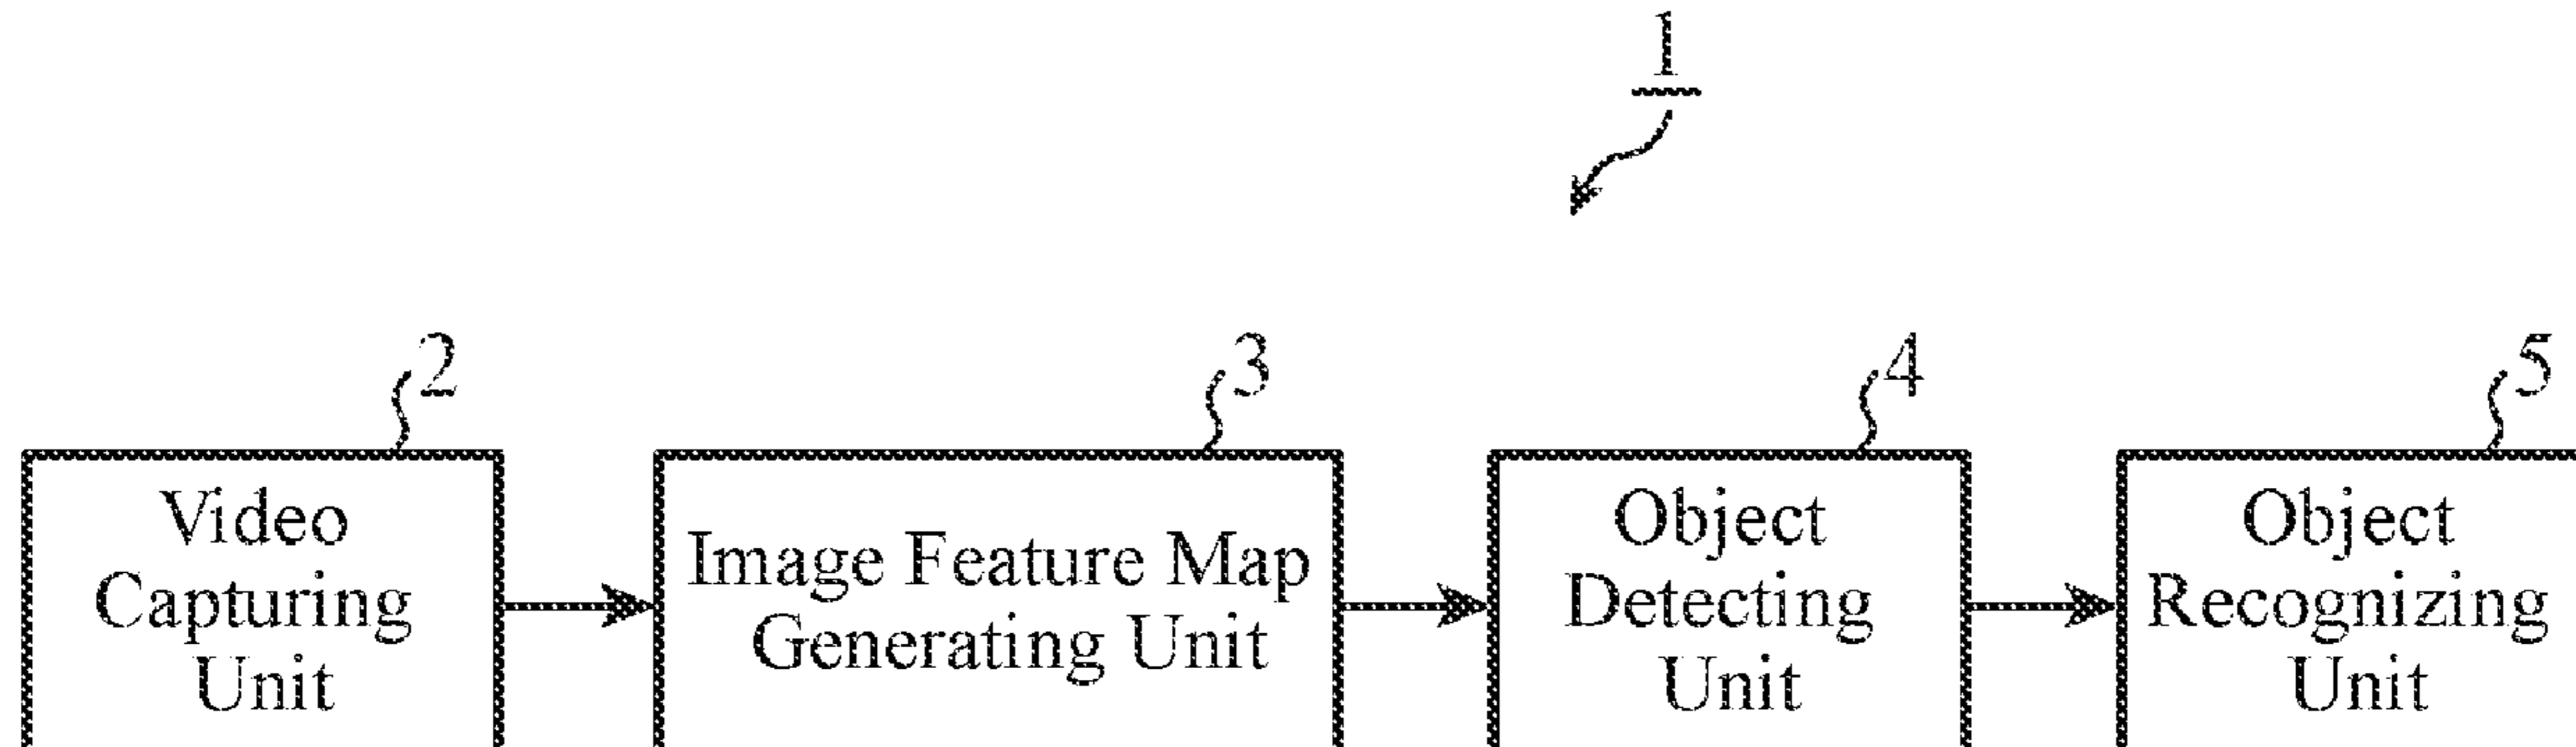 1
2
3
4
5
Video
Capturing
Unit
Image Feature Map
Generating Unit
Object
Detecting
Unit
Object
Recognizing
Unit